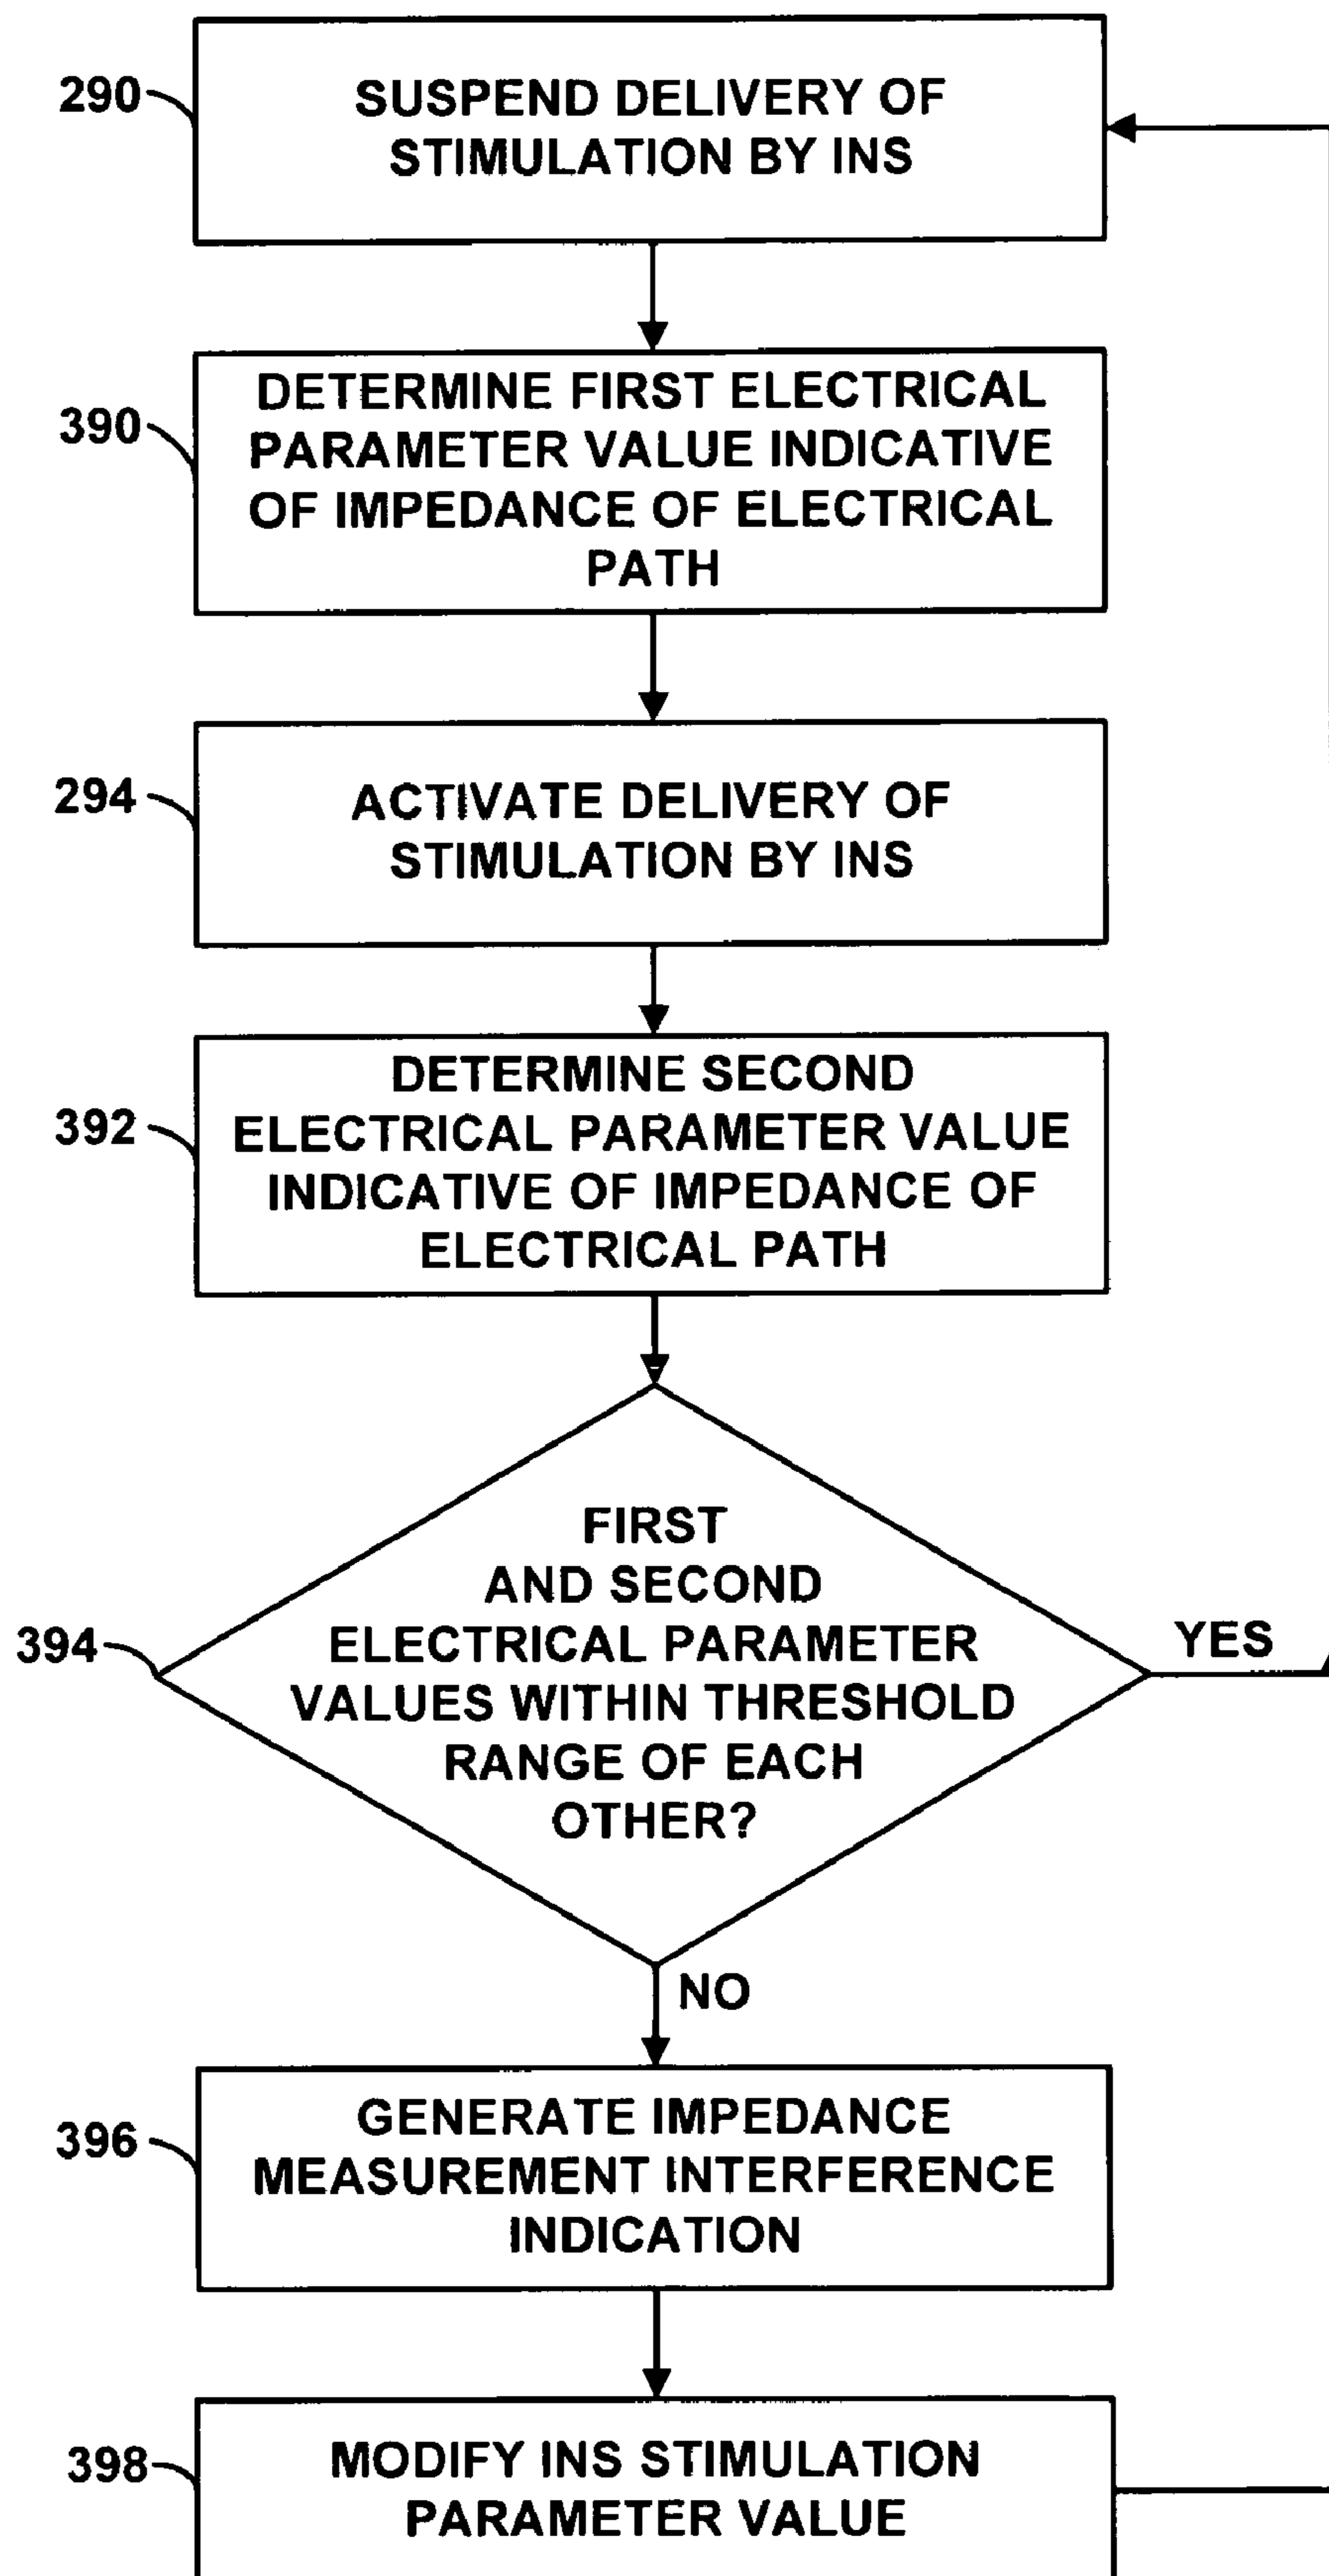 290
SUSPEND DELIVERY OF
STIMULATION BY INS
390
DETERMINE FIRST ELECTRICAL
PARAMETER VALUE INDICATIVE
OF IMPEDANCE OF ELECTRICAL
PATH
294
ACTIVATE DELIVERY OF
STIMULATION BY INS
392
DETERMINE SECOND
ELECTRICAL PARAMETER VALUE
INDICATIVE OF IMPEDANCE OF
ELECTRICAL PATH
394
FIRST
AND SECOND
ELECTRICAL PARAMETER
VALUES WITHIN THRESHOLD
RANGE OF EACH
OTHER?
YES
NO
396
GENERATE IMPEDANCE
MEASUREMENT INTERFERENCE
INDICATION
398
MODIFY INS STIMULATION
PARAMETER VALUE